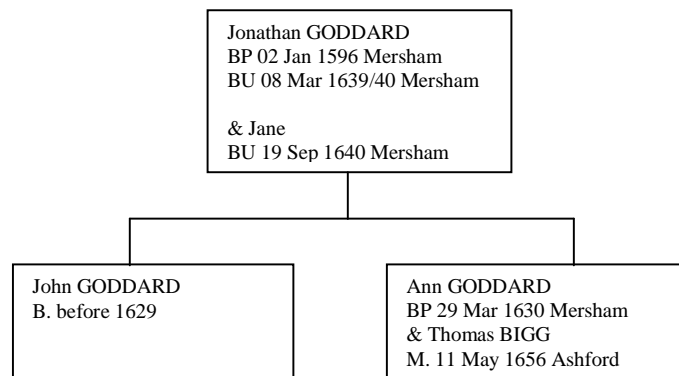 Jonathan GODDARD
BP 02 Jan 1596 Mersham
BU 08 Mar 1639/40 Mersham
& Jane
BU 19 Sep 1640 Mersham
John GODDARD
B. before 1629
Ann GODDARD
BP 29 Mar 1630 Mersham
& Thomas BIGG
M. 11 May 1656 Ashford